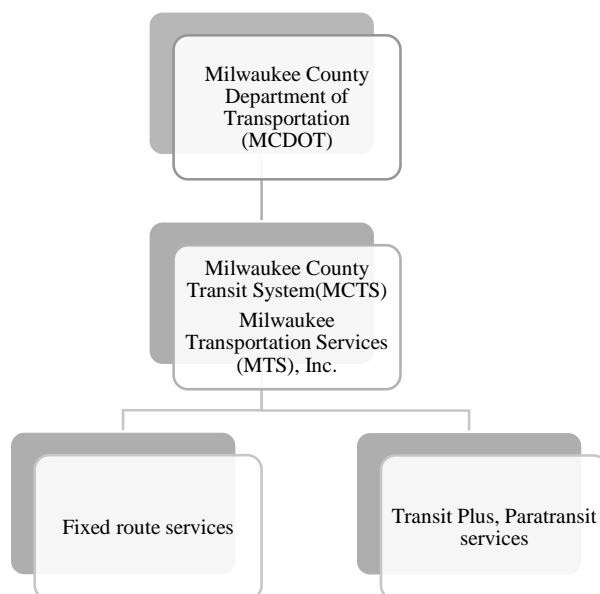 Milwaukee County
Department of
Transportation
(MCDOT)
Milwaukee County
Transit System(MCTS)
Milwaukee
Transportation Services
(MTS), Inc.
Fixed route services
Transit Plus, Paratransit
services